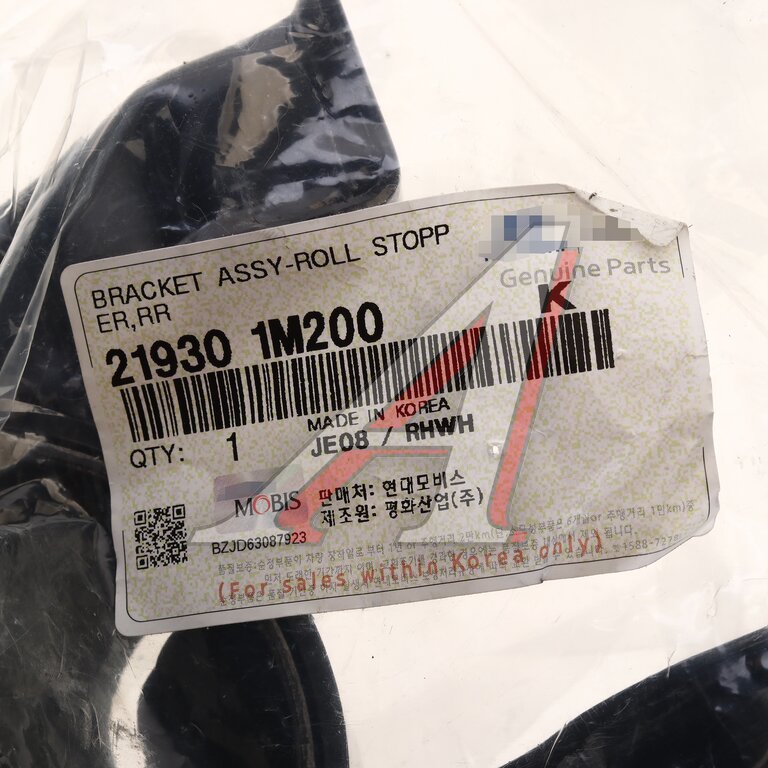 Genuine Parts
BRACKET ASSY-ROLL STOPP
ER,RR
K
21930 1M200
MADE IN KOREA
QTY: 1 JE08 / RHWH
MOBIS
판매처: 현대모비스
제조원: 평화산업(주)
BZJD63087923
(For sales within Korea only)